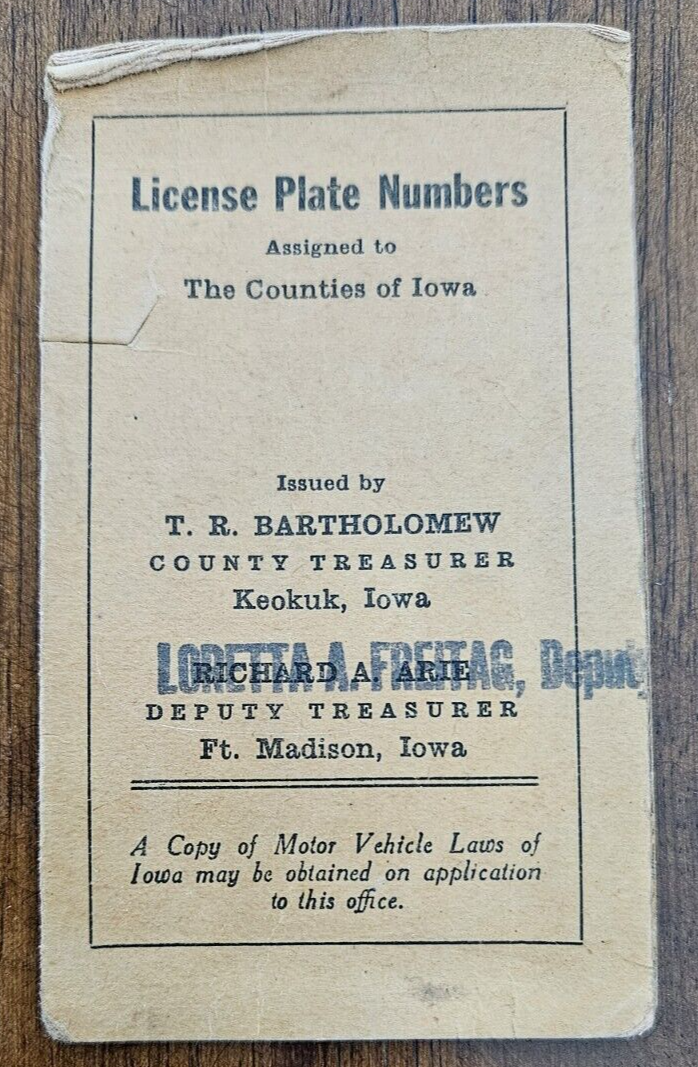 License Plate Numbers
Assigned to
The Counties of Iowa
Issued by
T. R. BARTHOLOMEW
COUNTY TREASURER
Keokuk, Iowa
LORETTA A. FREITAG, Deputy
RICHARD A. ARIE
DEPUTY TREASURER
Ft. Madison, Iowa
A Copy of Motor Vehicle Laws of
Iowa may be obtained on application
to this office.